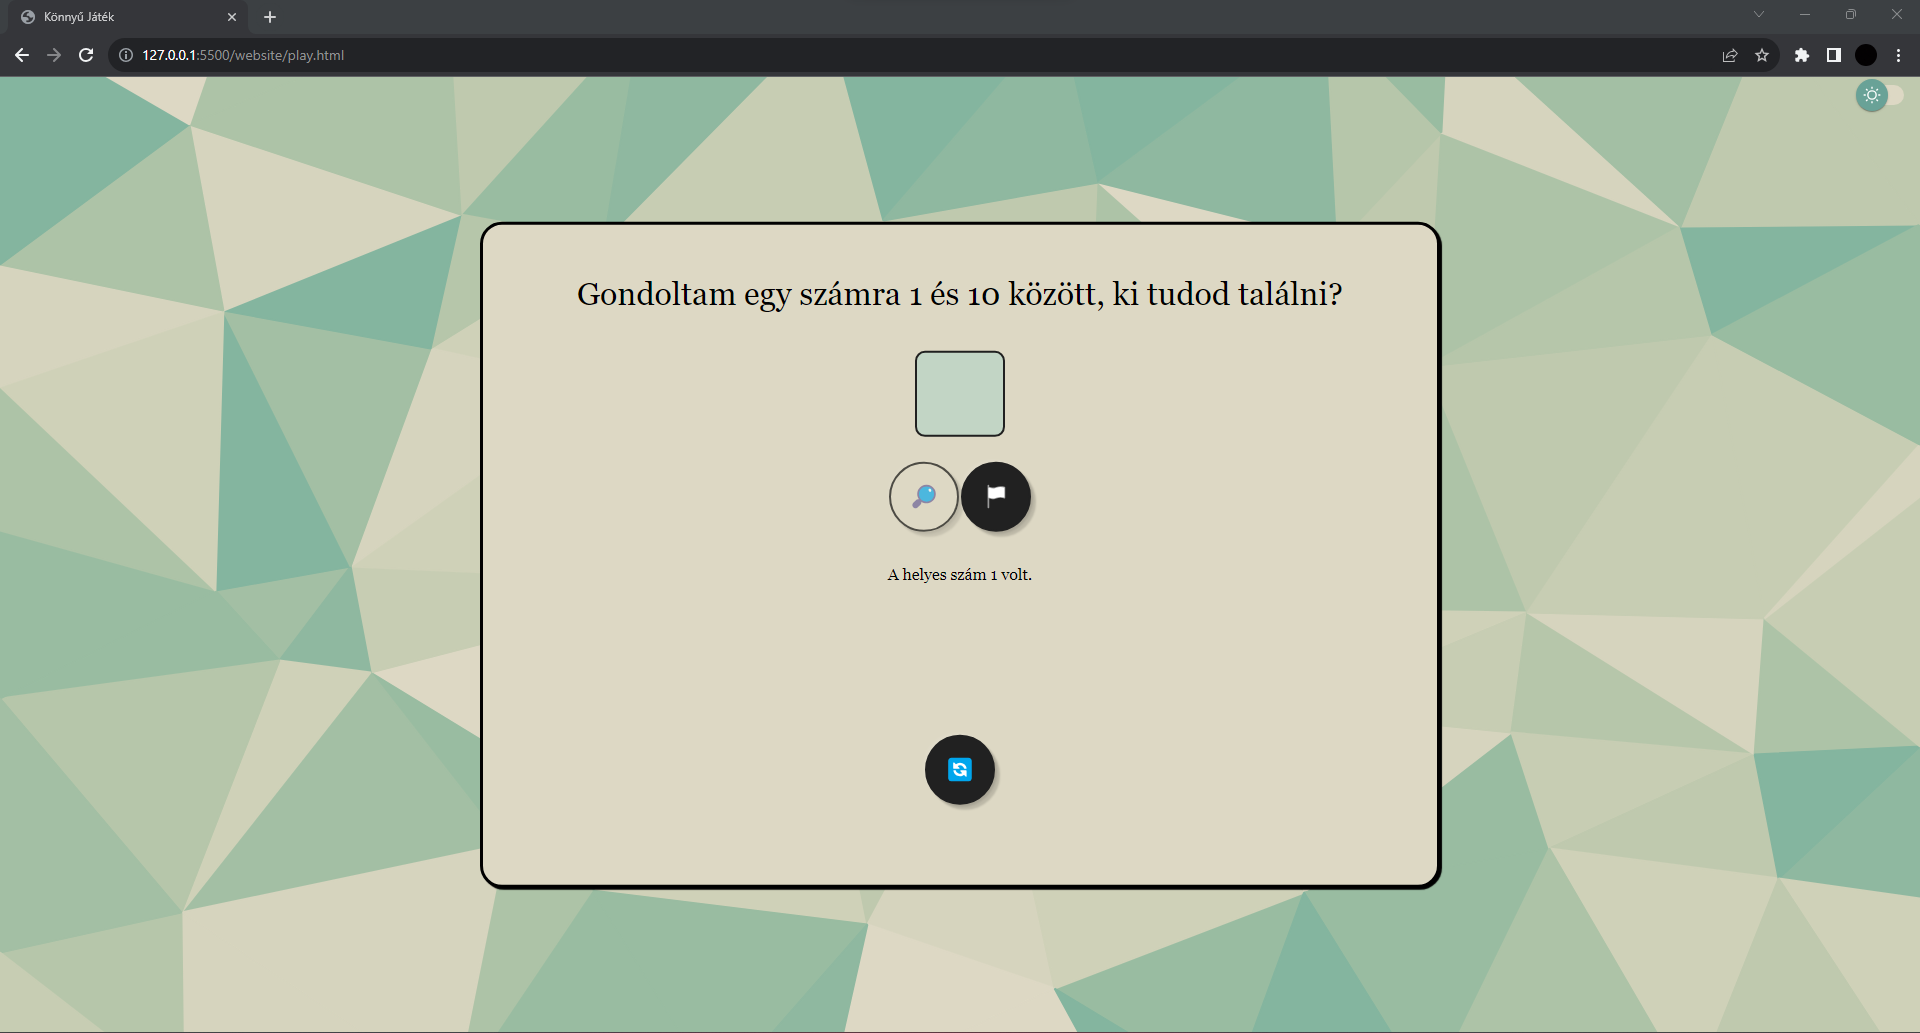 Könnyű Játék
127.0.0.1:5500/website/play.html
Gondoltam egy számra 1 és 10 között, ki tudod találni?
A helyes szám 1 volt.